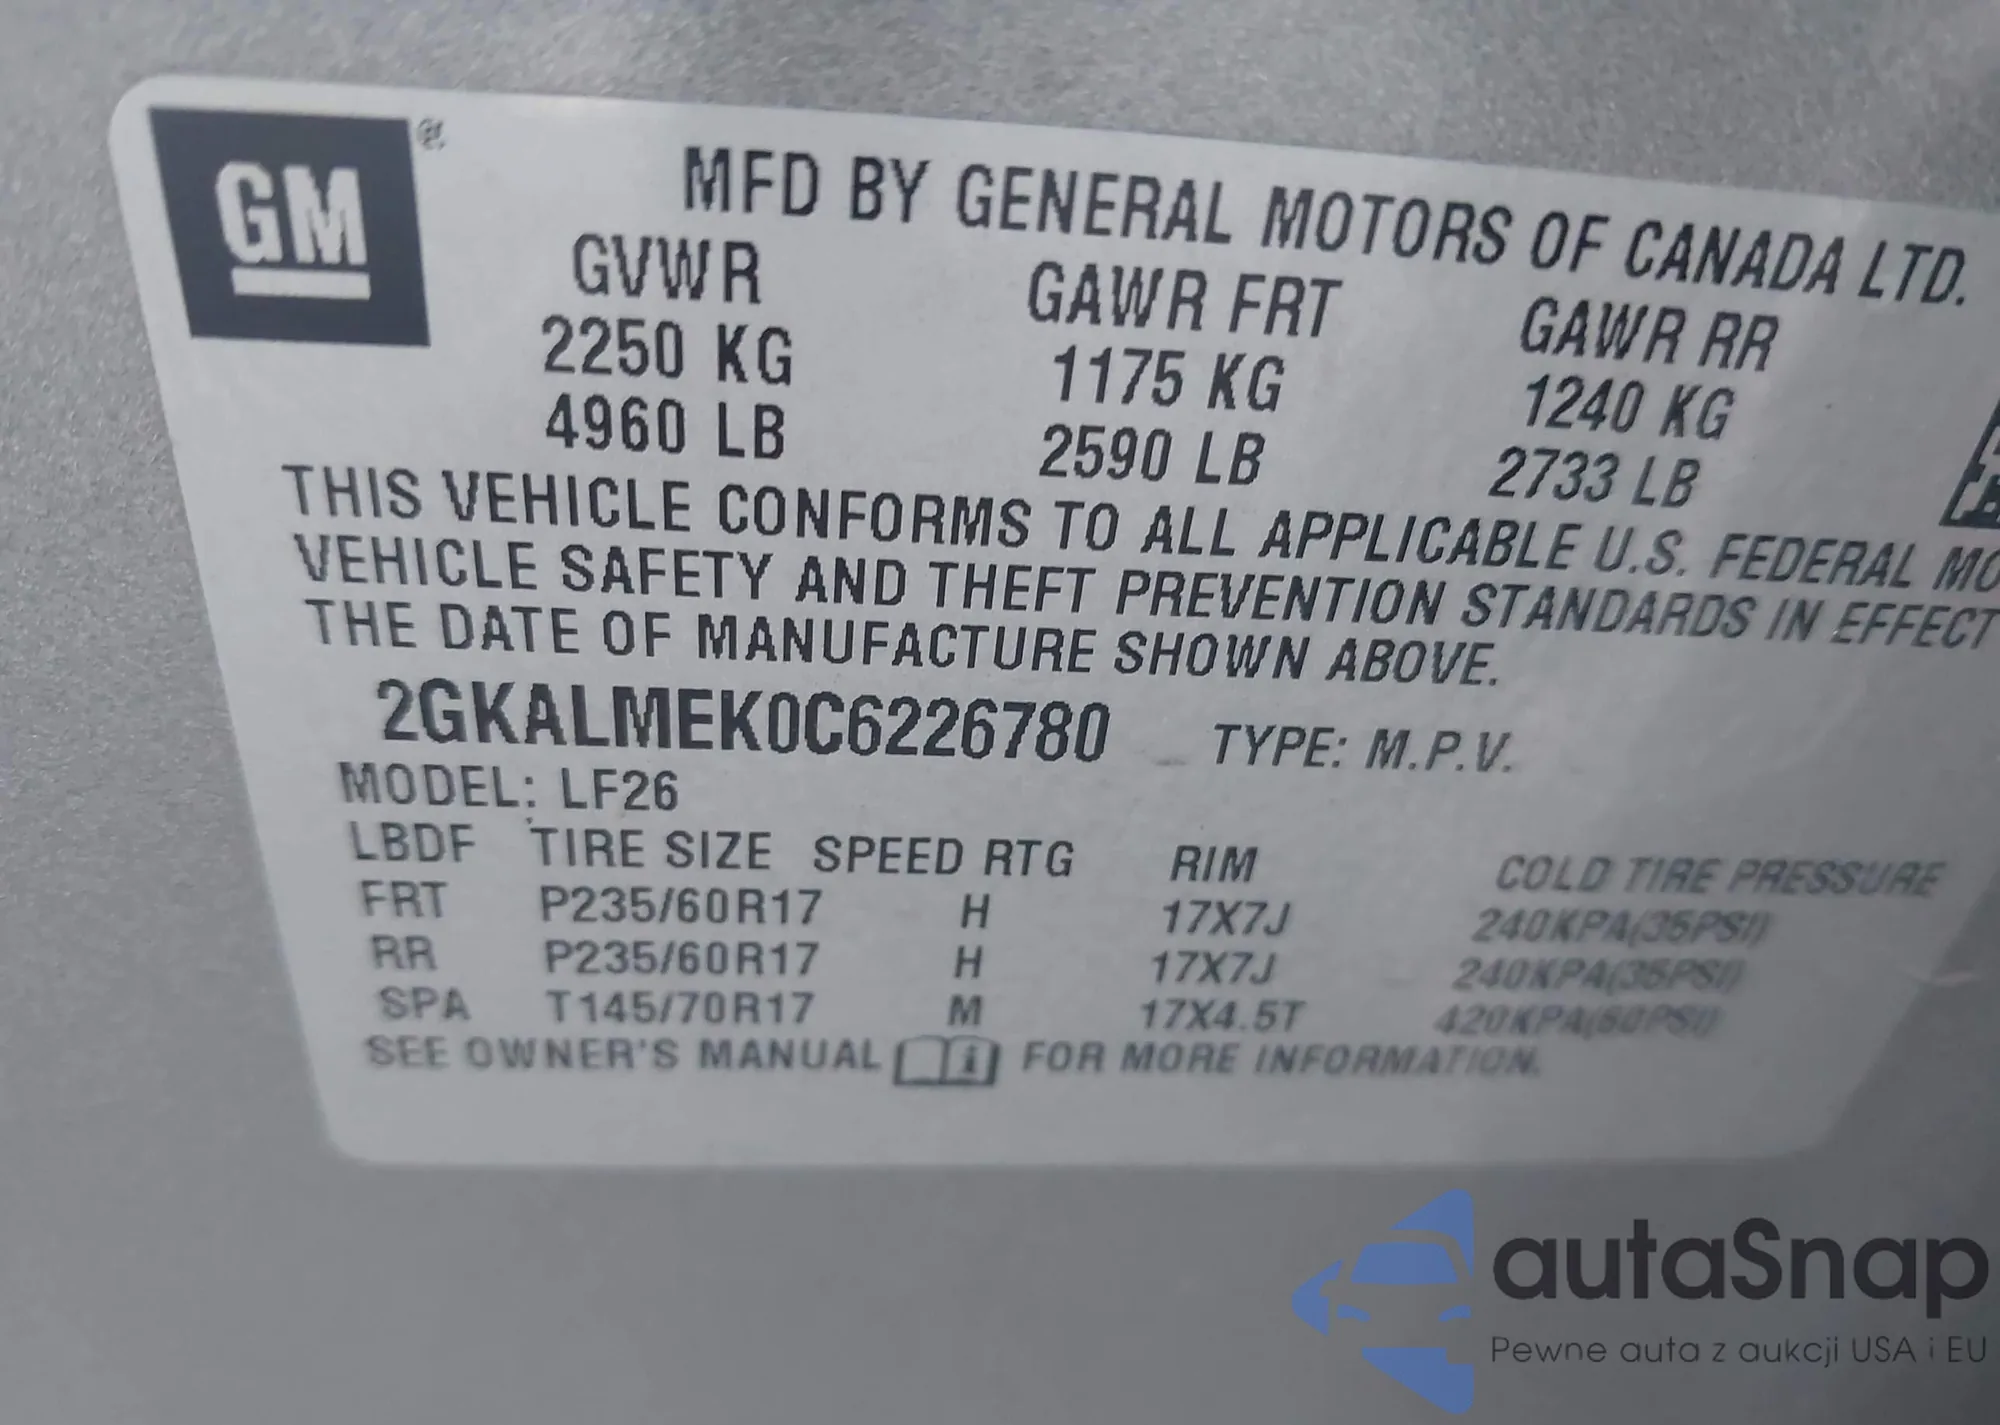 GM
MFD BY GENERAL MOTORS OF CANADA LTD.
GVWR GAWR FRT GAWR RR
2250 KG 1175 KG 1240 KG
4960 LB 2590 LB 2733 LB
THIS VEHICLE CONFORMS TO ALL APPLICABLE U.S. FEDERAL MO
VEHICLE SAFETY AND THEFT PREVENTION STANDARDS IN EFFECT
THE DATE OF MANUFACTURE SHOWN ABOVE.
2GKALMEK0C6226780 TYPE: M.P.V.
MODEL: LF26
LBDF TIRE SIZE SPEED RTG RIM COLD TIRE PRESSURE
FRT P235/60R17 H 17X7J 240KPA(35PSI)
RR P235/60R17 H 17X7J 240KPA(35PSI)
SPA T145/70R17 M 17X4.5T 420KPA(60PSI)
SEE OWNER'S MANUAL FOR MORE INFORMATION.
autaSnap
Pewne auta z aukcji USA i EU